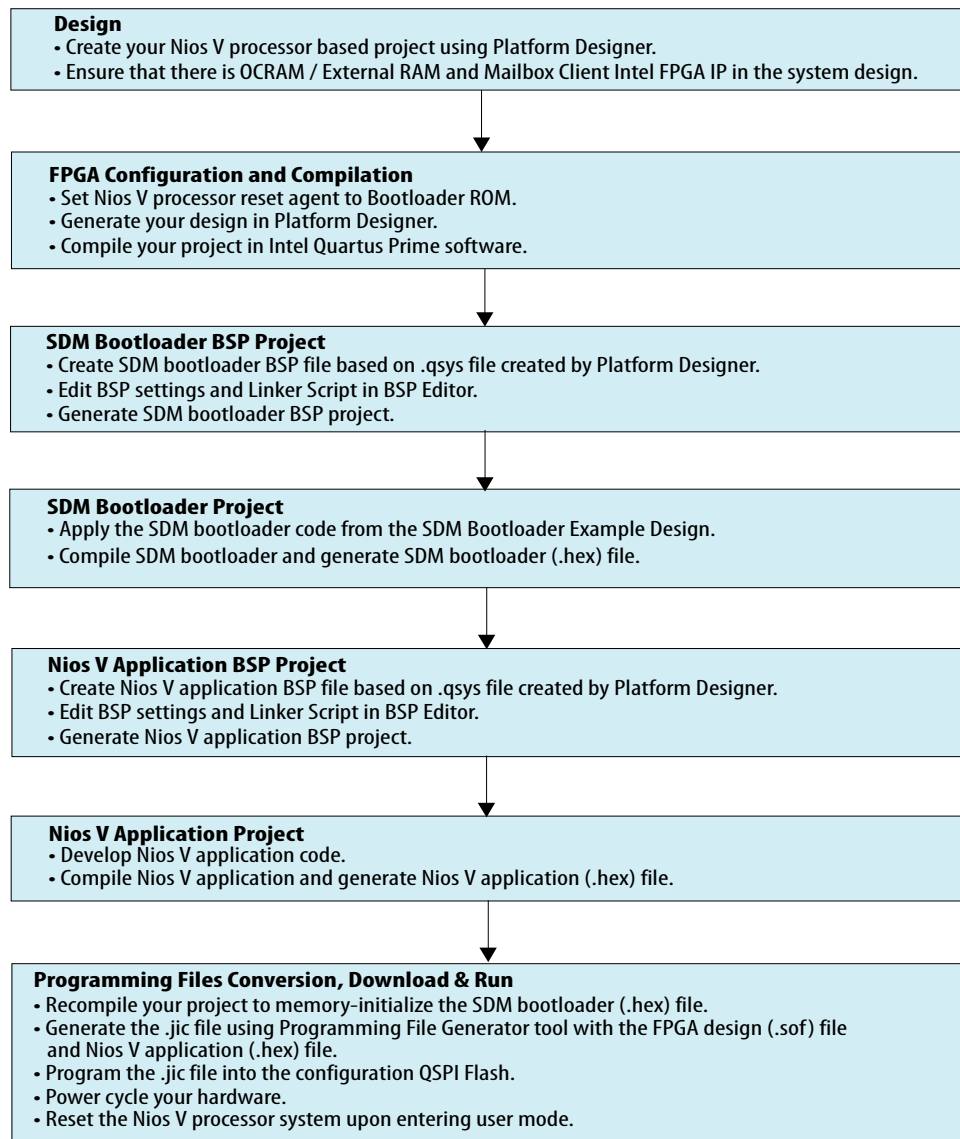 Design
• Create your Nios V processor based project using Platform Designer.
• Ensure that there is OCRAM / External RAM and Mailbox Client Intel FPGA IP in the system design.
FPGA Configuration and Compilation
• Set Nios V processor reset agent to Bootloader ROM.
• Generate your design in Platform Designer.
• Compile your project in Intel Quartus Prime software.
SDM Bootloader BSP Project
• Create SDM bootloader BSP file based on .qsys file created by Platform Designer.
• Edit BSP settings and Linker Script in BSP Editor.
• Generate SDM bootloader BSP project.
SDM Bootloader Project
• Apply the SDM bootloader code from the SDM Bootloader Example Design.
• Compile SDM bootloader and generate SDM bootloader (.hex) file.
Nios V Application BSP Project
• Create Nios V application BSP file based on .qsys file created by Platform Designer.
• Edit BSP settings and Linker Script in BSP Editor.
• Generate Nios V application BSP project.
Nios V Application Project
• Develop Nios V application code.
• Compile Nios V application and generate Nios V application (.hex) file.
Programming Files Conversion, Download & Run
• Recompile your project to memory-initialize the SDM bootloader (.hex) file.
• Generate the .jic file using Programming File Generator tool with the FPGA design (.sof) file
and Nios V application (.hex) file.
• Program the .jic file into the configuration QSPI Flash.
• Power cycle your hardware.
• Reset the Nios V processor system upon entering user mode.